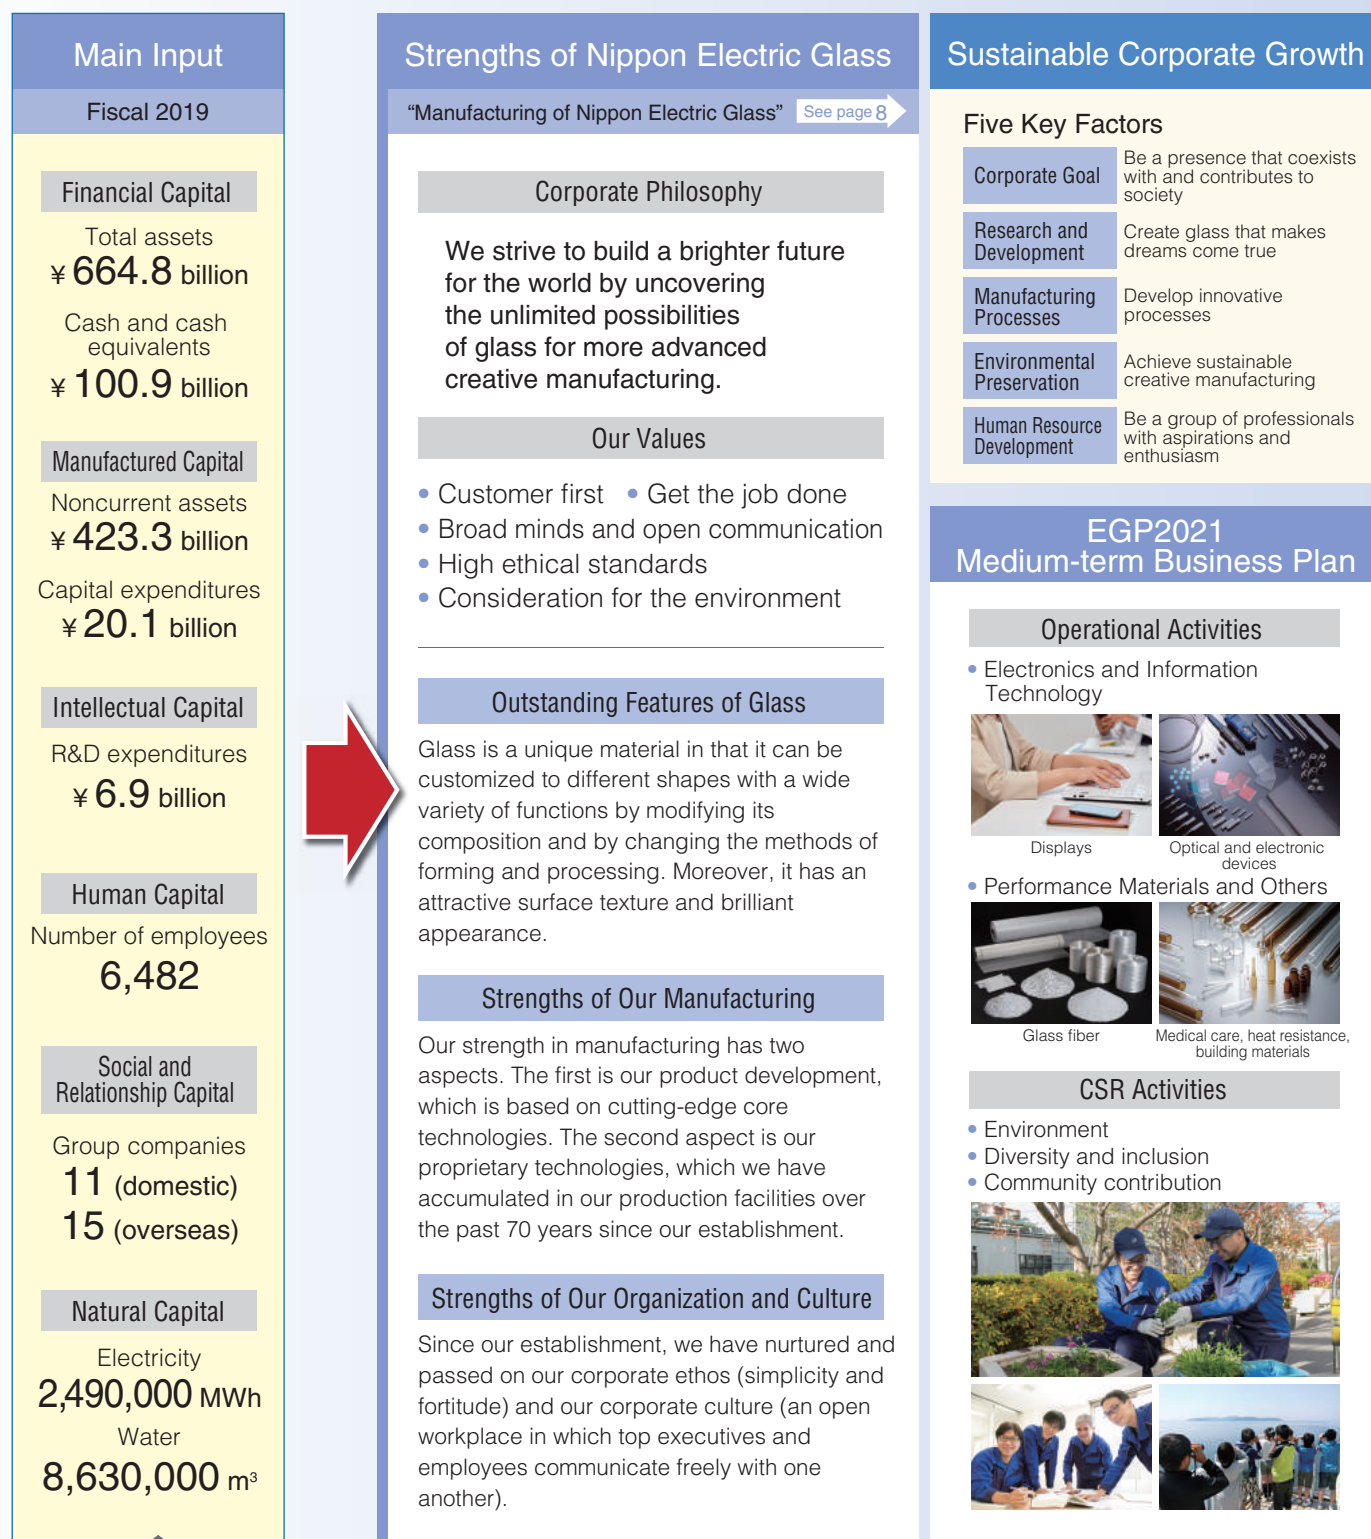 Main Input
Fiscal 2019
Financial Capital
Total assets
¥ 664.8 billion
Cash and cash
equivalents
¥ 100.9 billion
Manufactured Capital
Noncurrent assets
¥ 423.3 billion
Capital expenditures
¥ 20.1 billion
Intellectual Capital
R&D expenditures
¥ 6.9 billion
Human Capital
Number of employees
6,482
Social and
Relationship Capital
Group companies
11 (domestic)
15 (overseas)
Natural Capital
Electricity
2,490,000 MWh
Water
8,630,000 m³
Strengths of Nippon Electric Glass
“Manufacturing of Nippon Electric Glass” See page 8
Corporate Philosophy
We strive to build a brighter future
for the world by uncovering
the unlimited possibilities
of glass for more advanced
creative manufacturing.
Our Values
• Customer first • Get the job done
• Broad minds and open communication
• High ethical standards
• Consideration for the environment
Outstanding Features of Glass
Glass is a unique material in that it can be
customized to different shapes with a wide
variety of functions by modifying its
composition and by changing the methods of
forming and processing. Moreover, it has an
attractive surface texture and brilliant
appearance.
Strengths of Our Manufacturing
Our strength in manufacturing has two
aspects. The first is our product development,
which is based on cutting-edge core
technologies. The second aspect is our
proprietary technologies, which we have
accumulated in our production facilities over
the past 70 years since our establishment.
Strengths of Our Organization and Culture
Since our establishment, we have nurtured and
passed on our corporate ethos (simplicity and
fortitude) and our corporate culture (an open
workplace in which top executives and
employees communicate freely with one
another).
Sustainable Corporate Growth
Five Key Factors
Corporate Goal
Be a presence that coexists
with and contributes to
society
Research and
Development
Create glass that makes
dreams come true
Manufacturing
Processes
Develop innovative
processes
Environmental
Preservation
Achieve sustainable
creative manufacturing
Human Resource
Development
Be a group of professionals
with aspirations and
enthusiasm
EGP2021
Medium-term Business Plan
Operational Activities
• Electronics and Information
Technology
Displays
Optical and electronic
devices
• Performance Materials and Others
Glass fiber
Medical care, heat resistance,
building materials
CSR Activities
• Environment
• Diversity and inclusion
• Community contribution